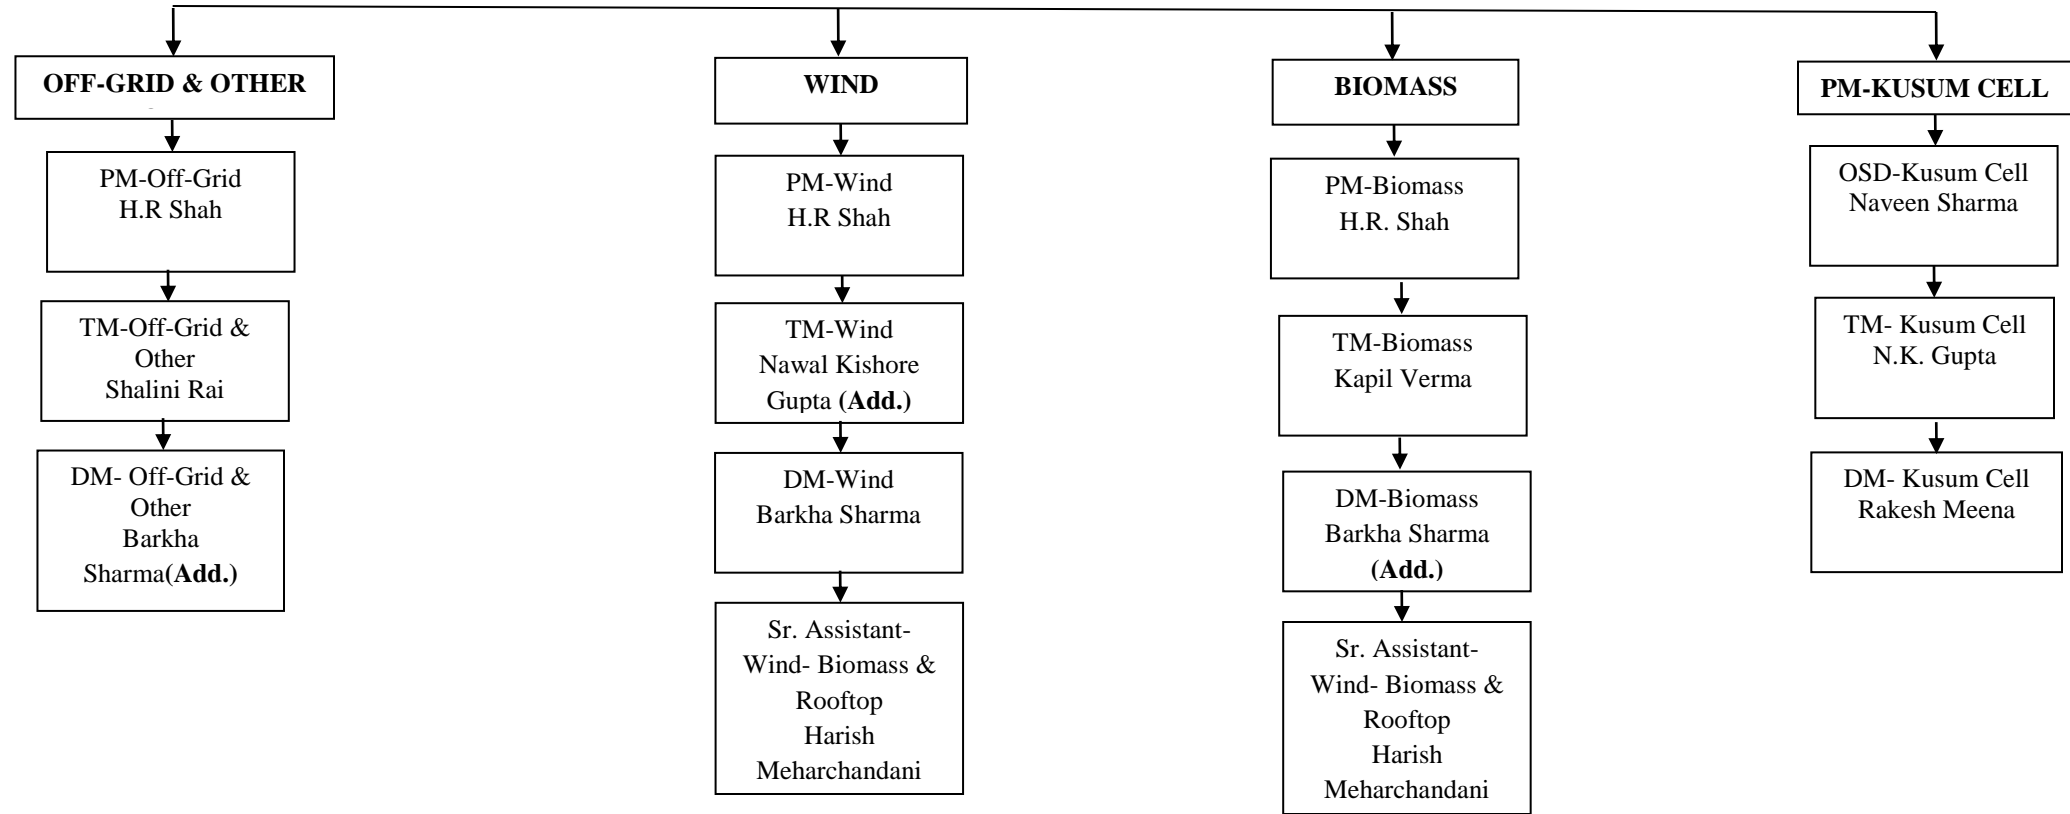 OFF-GRID & OTHER
PM-Off-Grid
H.R Shah
TM-Off-Grid &
Other
Shalini Rai
DM- Off-Grid &
Other
Barkha
Sharma(Add.)
WIND
PM-Wind
H.R Shah
TM-Wind
Nawal Kishore
Gupta (Add.)
DM-Wind
Barkha Sharma
Sr. Assistant-
Wind- Biomass &
Rooftop
Harish
Meharchandani
BIOMASS
PM-Biomass
H.R. Shah
TM-Biomass
Kapil Verma
DM-Biomass
Barkha Sharma
(Add.)
Sr. Assistant-
Wind- Biomass &
Rooftop
Harish
Meharchandani
PM-KUSUM CELL
OSD-Kusum Cell
Naveen Sharma
TM- Kusum Cell
N.K. Gupta
DM- Kusum Cell
Rakesh Meena